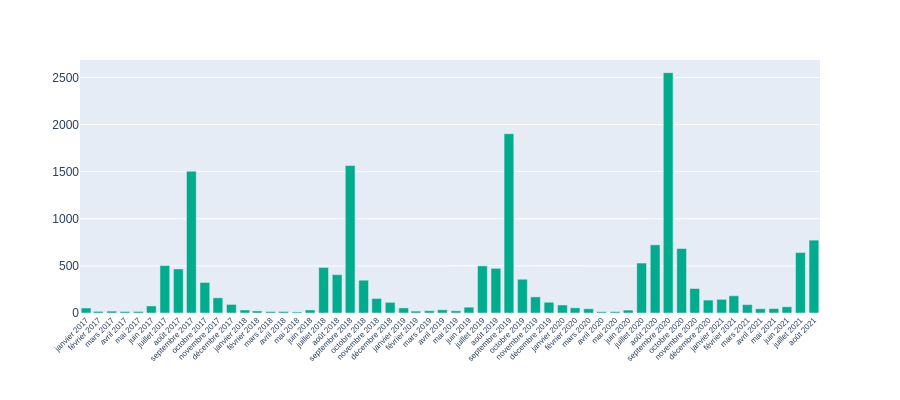 2500
2000
1500
1000
500
0
janvier 2017
février 2017
mars 2017
avril 2017
mai 2017
juin 2017
juillet 2017
août 2017
septembre 2017
octobre 2017
novembre 2017
décembre 2017
janvier 2018
février 2018
mars 2018
avril 2018
mai 2018
juin 2018
juillet 2018
août 2018
septembre 2018
octobre 2018
novembre 2018
décembre 2018
janvier 2019
février 2019
mars 2019
avril 2019
mai 2019
juin 2019
juillet 2019
août 2019
septembre 2019
octobre 2019
novembre 2019
décembre 2019
janvier 2020
février 2020
mars 2020
avril 2020
mai 2020
juin 2020
juillet 2020
août 2020
septembre 2020
octobre 2020
novembre 2020
décembre 2020
janvier 2021
février 2021
mars 2021
avril 2021
mai 2021
juin 2021
juillet 2021
août 2021